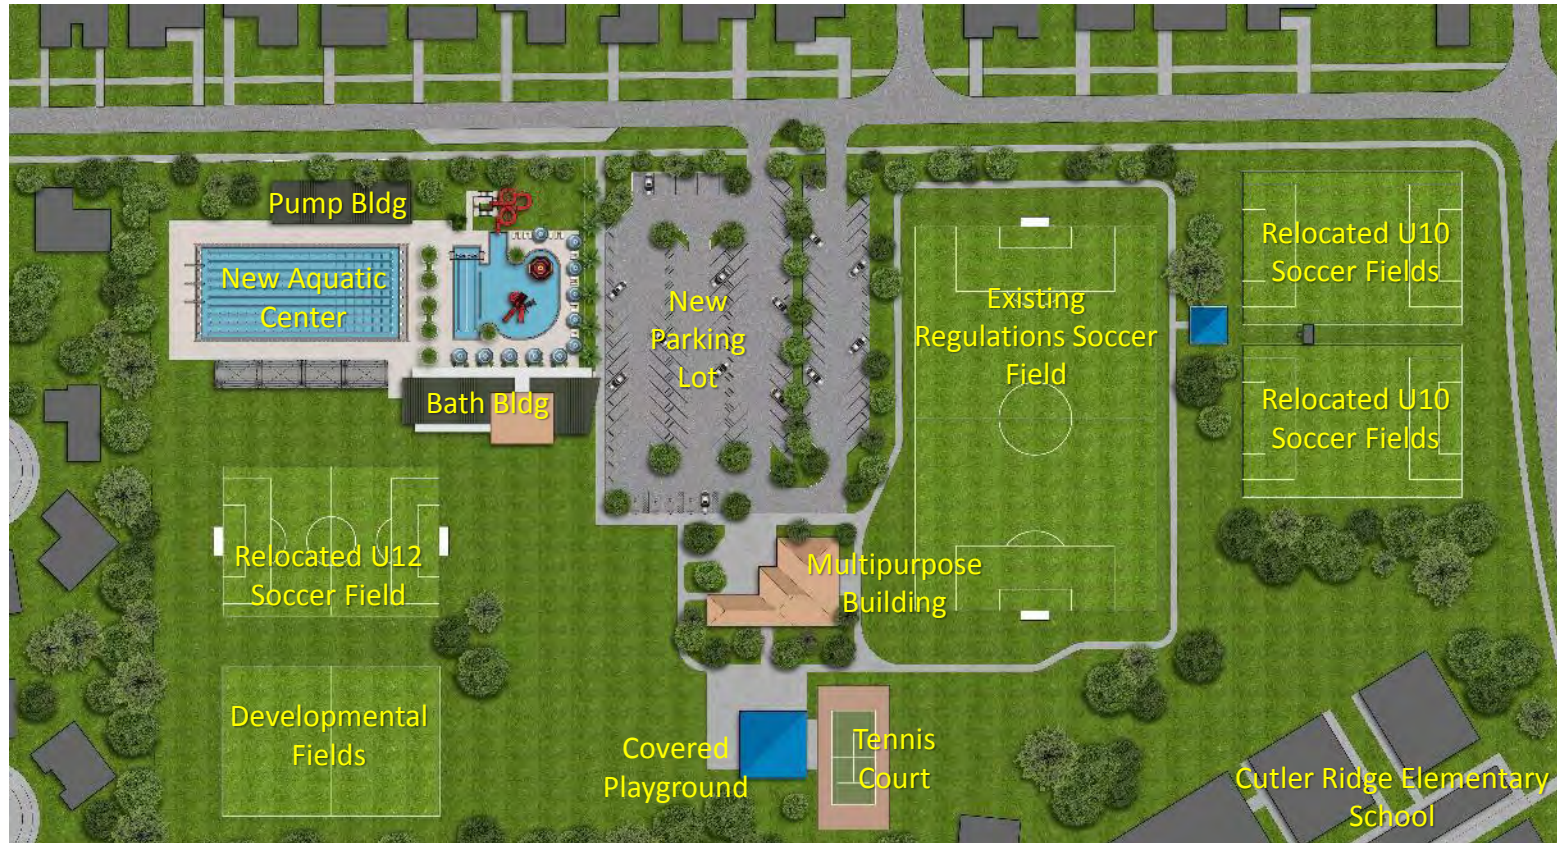 Pump Bldg
New Aquatic
Center
Bath Bldg
New
Parking
Lot
Existing
Regulations Soccer
Field
Relocated U10
Soccer Fields
Relocated U10
Soccer Fields
Relocated U12
Soccer Field
Multipurpose
Building
Developmental
Fields
Covered
Playground
Tennis
Court
Cutler Ridge Elementary
School